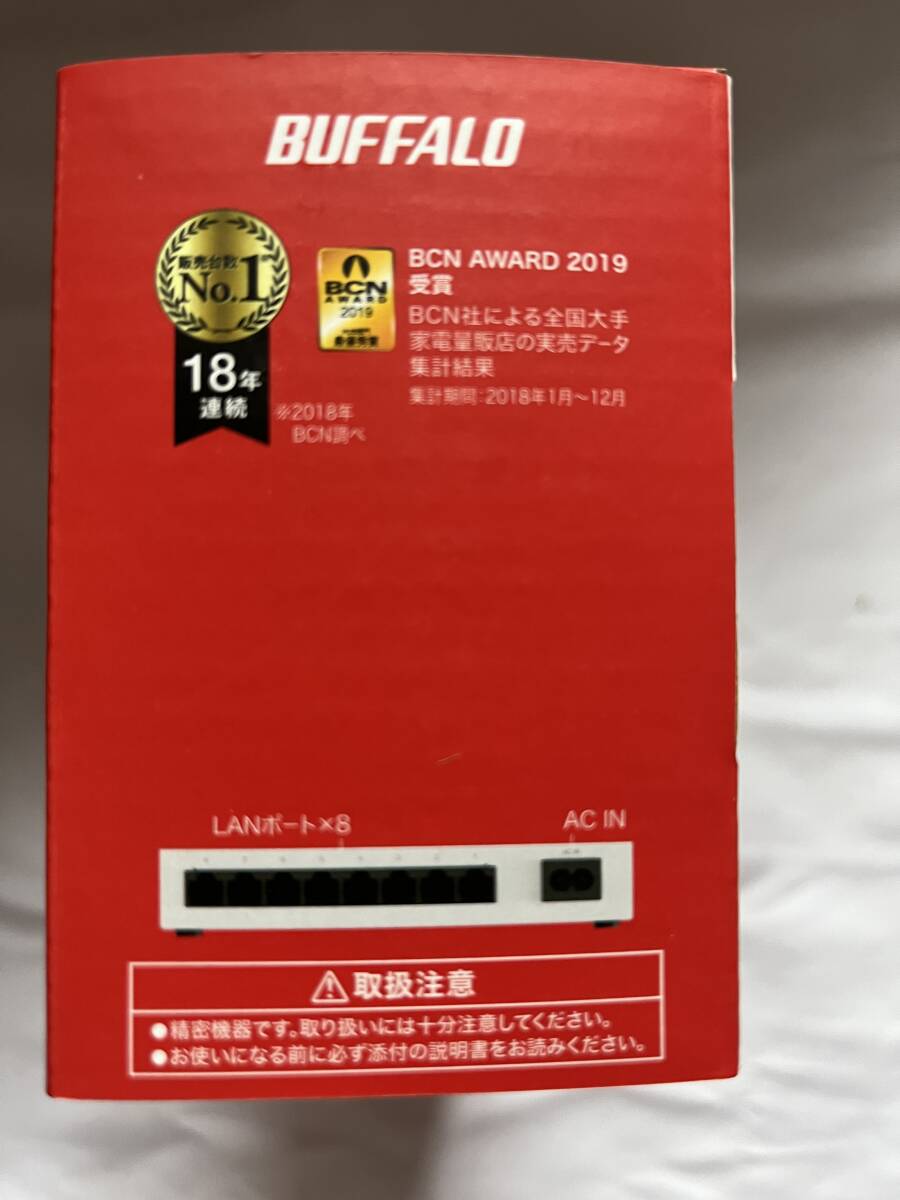 BUFFALO
販売台数
No.1
18年
連続
※2018年
BCN調べ
BCN
AWARD
2019
BCN AWARD 2019
受賞
BCN社による全国大手
家電量販店の実売データ
集計結果
集計期間:2018年1月〜12月
LANポート×8
AC IN
取扱注意
●精密機器です。取り扱いには十分注意してください。
●お使いになる前に必ず添付の説明書をお読みください。